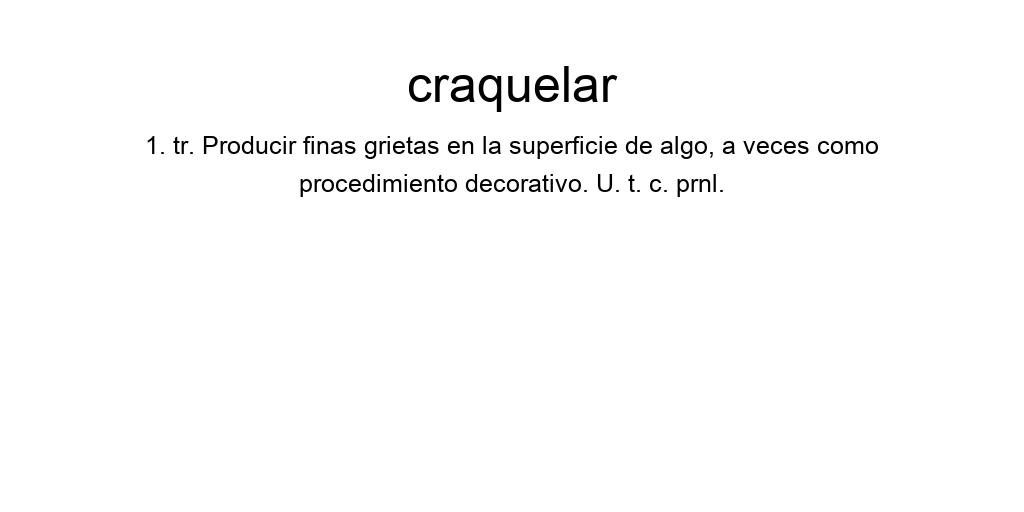 craquelar
1. tr. Producir finas grietas en la superficie de algo, a veces como
procedimiento decorativo. U. t. c. prnl.